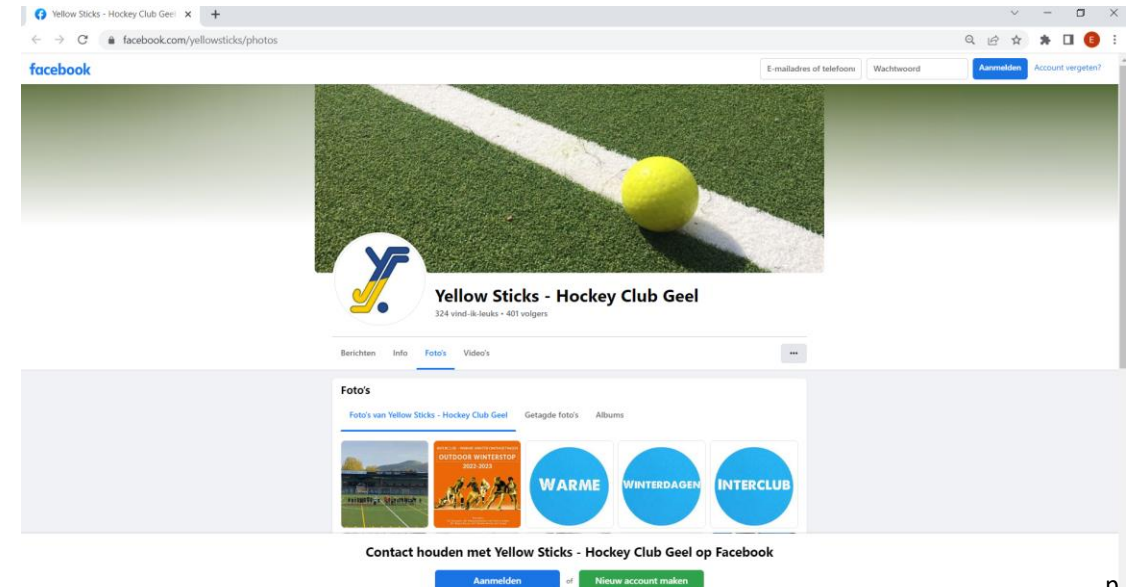 Yellow Sticks - Hockey Club Gee
facebook.com/yellowsticks/photos
E
facebook
E-mailadres of telefoonı
Wachtwoord
Aanmelden
Account vergeten?
Yellow Sticks - Hockey Club Geel
324 vind-ik-leuks • 401 volgers
Berichten Info Foto's Video's
Foto's
Foto's van Yellow Sticks - Hockey Club Geel Getagde foto's Albums
OUTDOOR WINTERSTOP
2022-2023
WARME
WINTERDAGEN
INTERCLUB
Contact houden met Yellow Sticks - Hockey Club Geel op Facebook
Aanmelden of Nieuw account maken
n